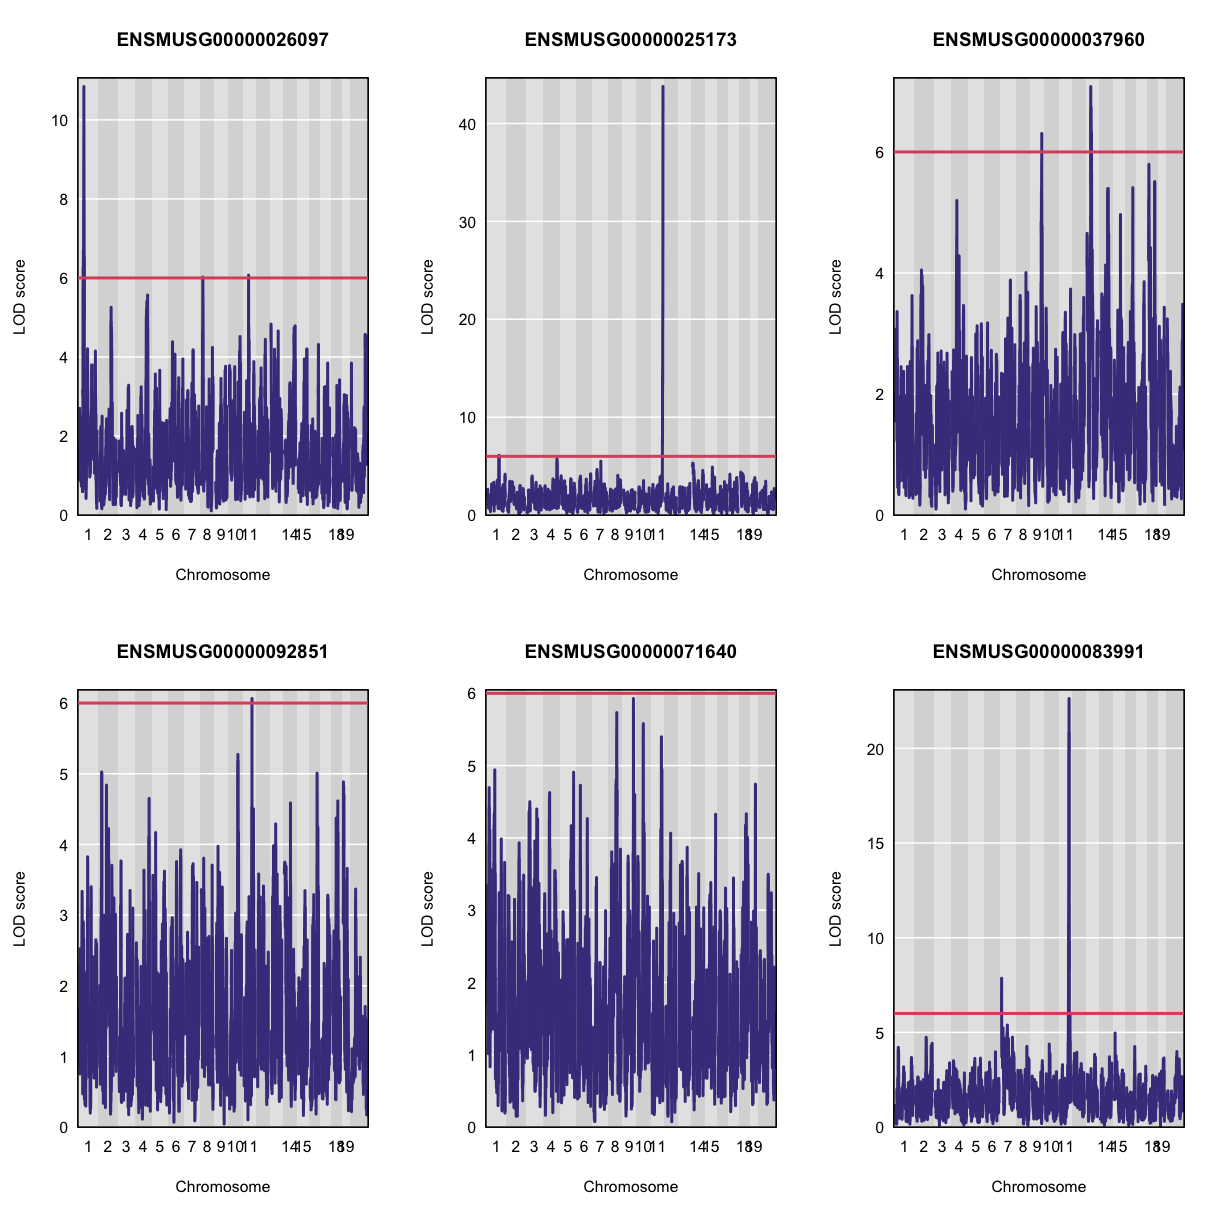 ENSMUSG00000026097
LOD score
10
8
6
4
2
0
1 2 3 4 5 6 7 8 9 10 11 14 15 18 19
Chromosome
ENSMUSG00000025173
LOD score
40
30
20
10
0
1 2 3 4 5 6 7 8 9 10 11 14 15 18 19
Chromosome
ENSMUSG00000037960
LOD score
6
4
2
0
1 2 3 4 5 6 7 8 9 10 11 14 15 18 19
Chromosome
ENSMUSG00000092851
LOD score
6
5
4
3
2
1
0
1 2 3 4 5 6 7 8 9 10 11 14 15 18 19
Chromosome
ENSMUSG00000071640
LOD score
6
5
4
3
2
1
0
1 2 3 4 5 6 7 8 9 10 11 14 15 18 19
Chromosome
ENSMUSG00000083991
LOD score
20
15
10
5
0
1 2 3 4 5 6 7 8 9 10 11 14 15 18 19
Chromosome